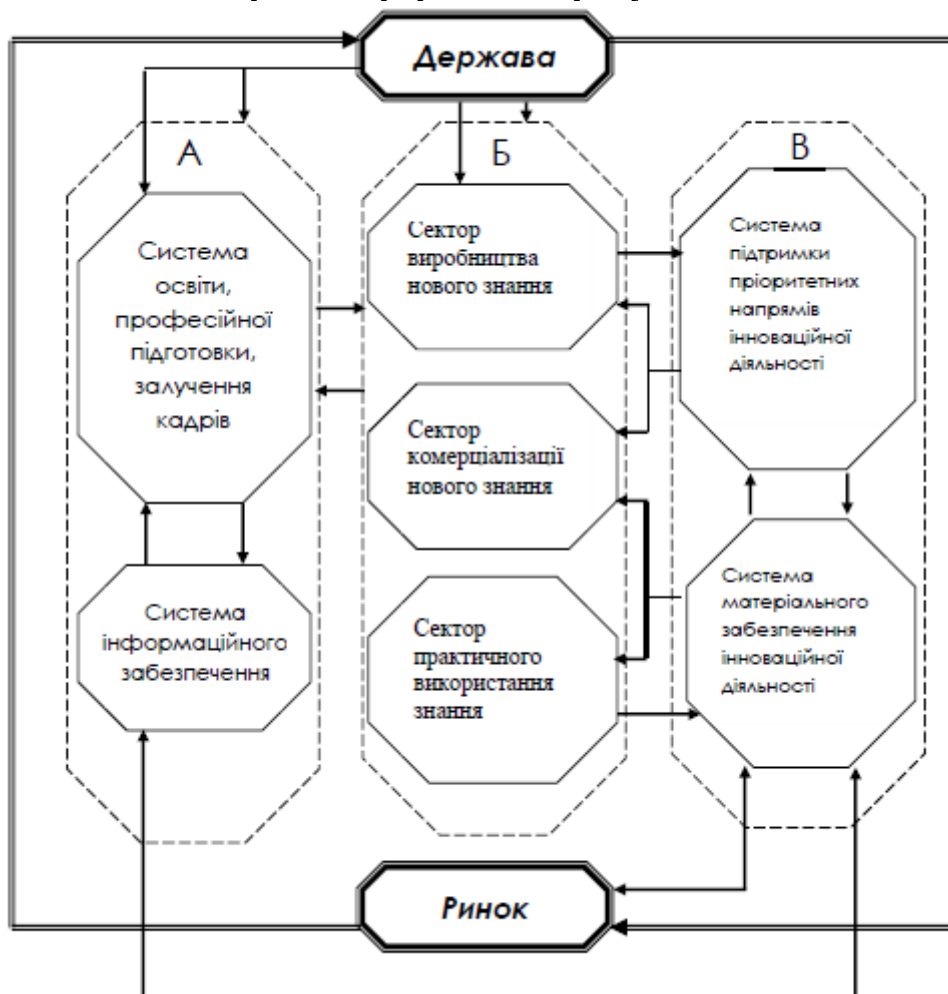 Держава
А
Система
освіти,
професійної
підготовки,
залучення
кадрів
Система
інформаційного
забезпечення
Б
Сектор
виробництва
нового знання
Сектор
комерціалізації
нового знання
Сектор
практичного
використання
знання
В
Система
підтримки
пріоритетних
напрямів
інноваційної
діяльності
Система
матеріального
забезпечення
інноваційної
діяльності
Ринок